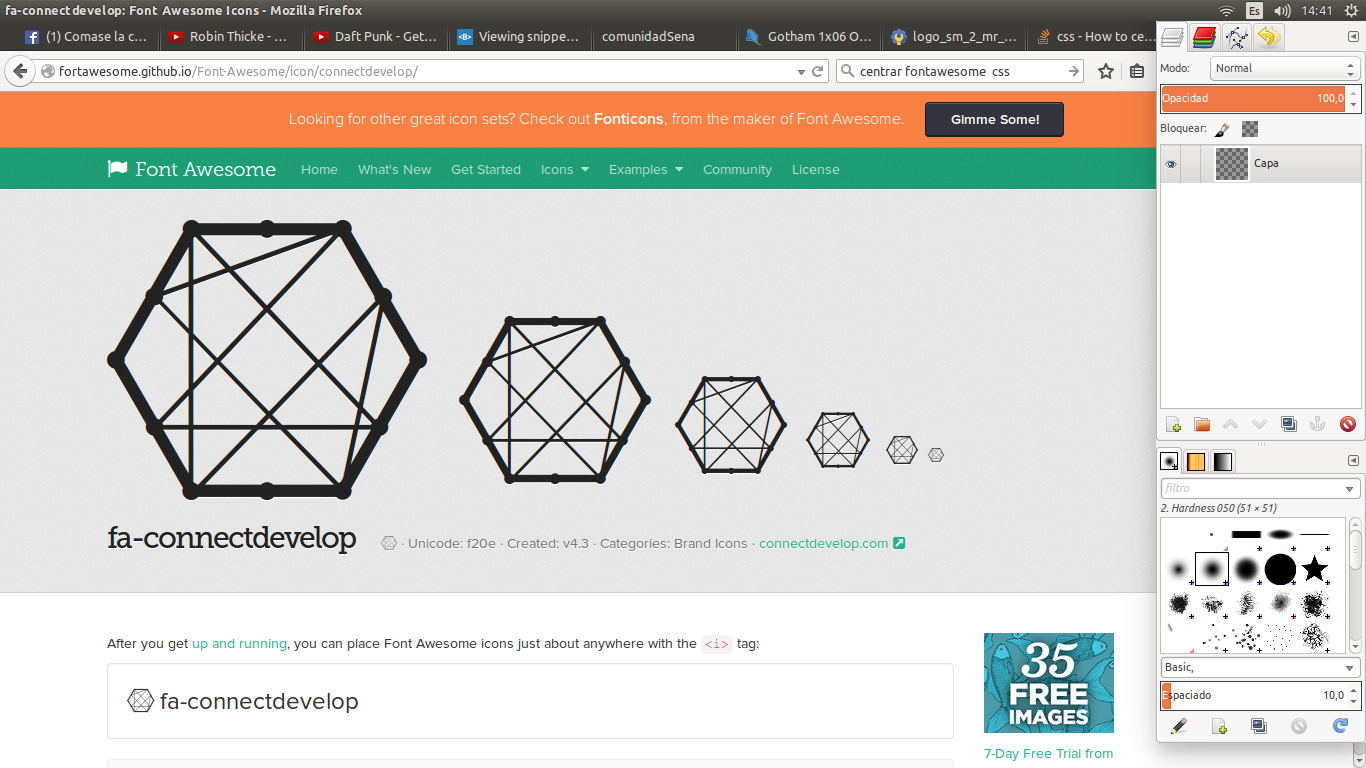 fa-connectdevelop: Font Awesome Icons - Mozilla Firefox
Es
14:41
(1) Comase la c...
Robin Thicke - ...
Daft Punk - Get...
Viewing snippe...
comunidadSena
Gotham 1x06 O...
logo_sm_2_mr_...
css - How to ce...
fortawesome.github.io/Font-Awesome/icon/connectdevelop/
centrar fontawesome css
Looking for other great icon sets? Check out Fonticons, from the maker of Font Awesome.
Gimme Some!
Font Awesome
Home
What's New
Get Started
Icons
Examples
Community
License
fa-connectdevelop
· Unicode: f20e · Created: v4.3 · Categories: Brand Icons · connectdevelop.com
After you get up and running, you can place Font Awesome icons just about anywhere with the <i> tag:
fa-connectdevelop
35
FREE
IMAGES
7-Day Free Trial from
Modo:
Normal
Opacidad
100,0
Bloquear:
Capa
filtro
2. Hardness 050 (51 × 51)
Basic,
Espaciado
10,0